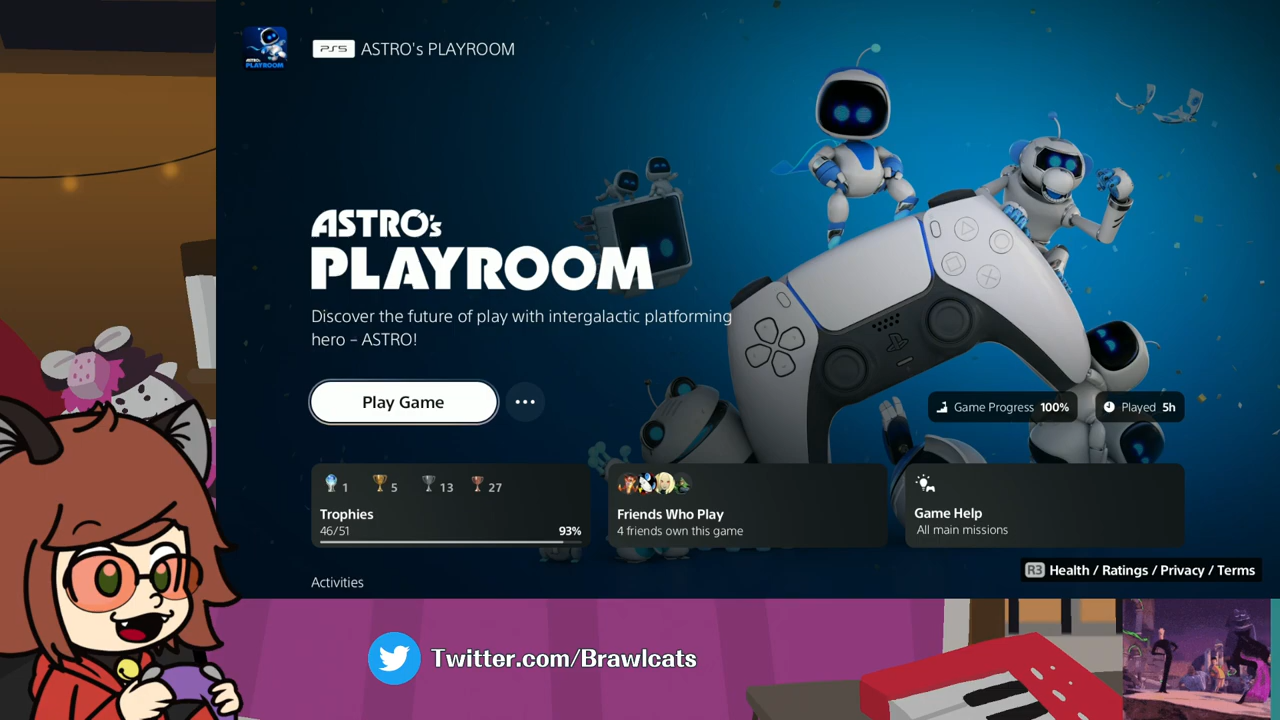 PS5 ASTRO's PLAYROOM
ASTRO's
PLAYROOM
ASTRO's
PLAYROOM
Discover the future of play with intergalactic platforming
hero – ASTRO!
Play Game
Game Progress 100%
Played 5h
1 5 13 27
Trophies
46/51 93%
Friends Who Play
4 friends own this game
Game Help
All main missions
R3 Health / Ratings / Privacy / Terms
Activities
Twitter.com/Brawlcats